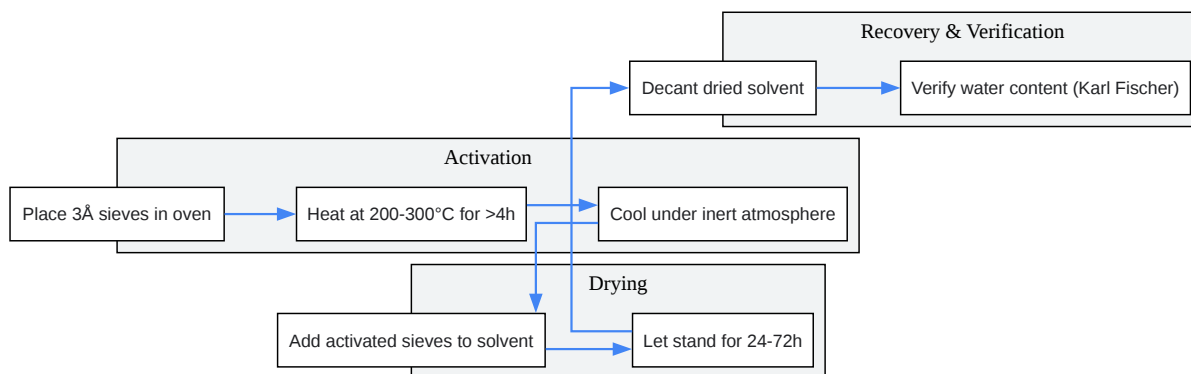 Recovery & Verification
Decant dried solvent
Verify water content (Karl Fischer)
Activation
Place 3Å sieves in oven
Heat at 200-300°C for >4h
Cool under inert atmosphere
Drying
Add activated sieves to solvent
Let stand for 24-72h